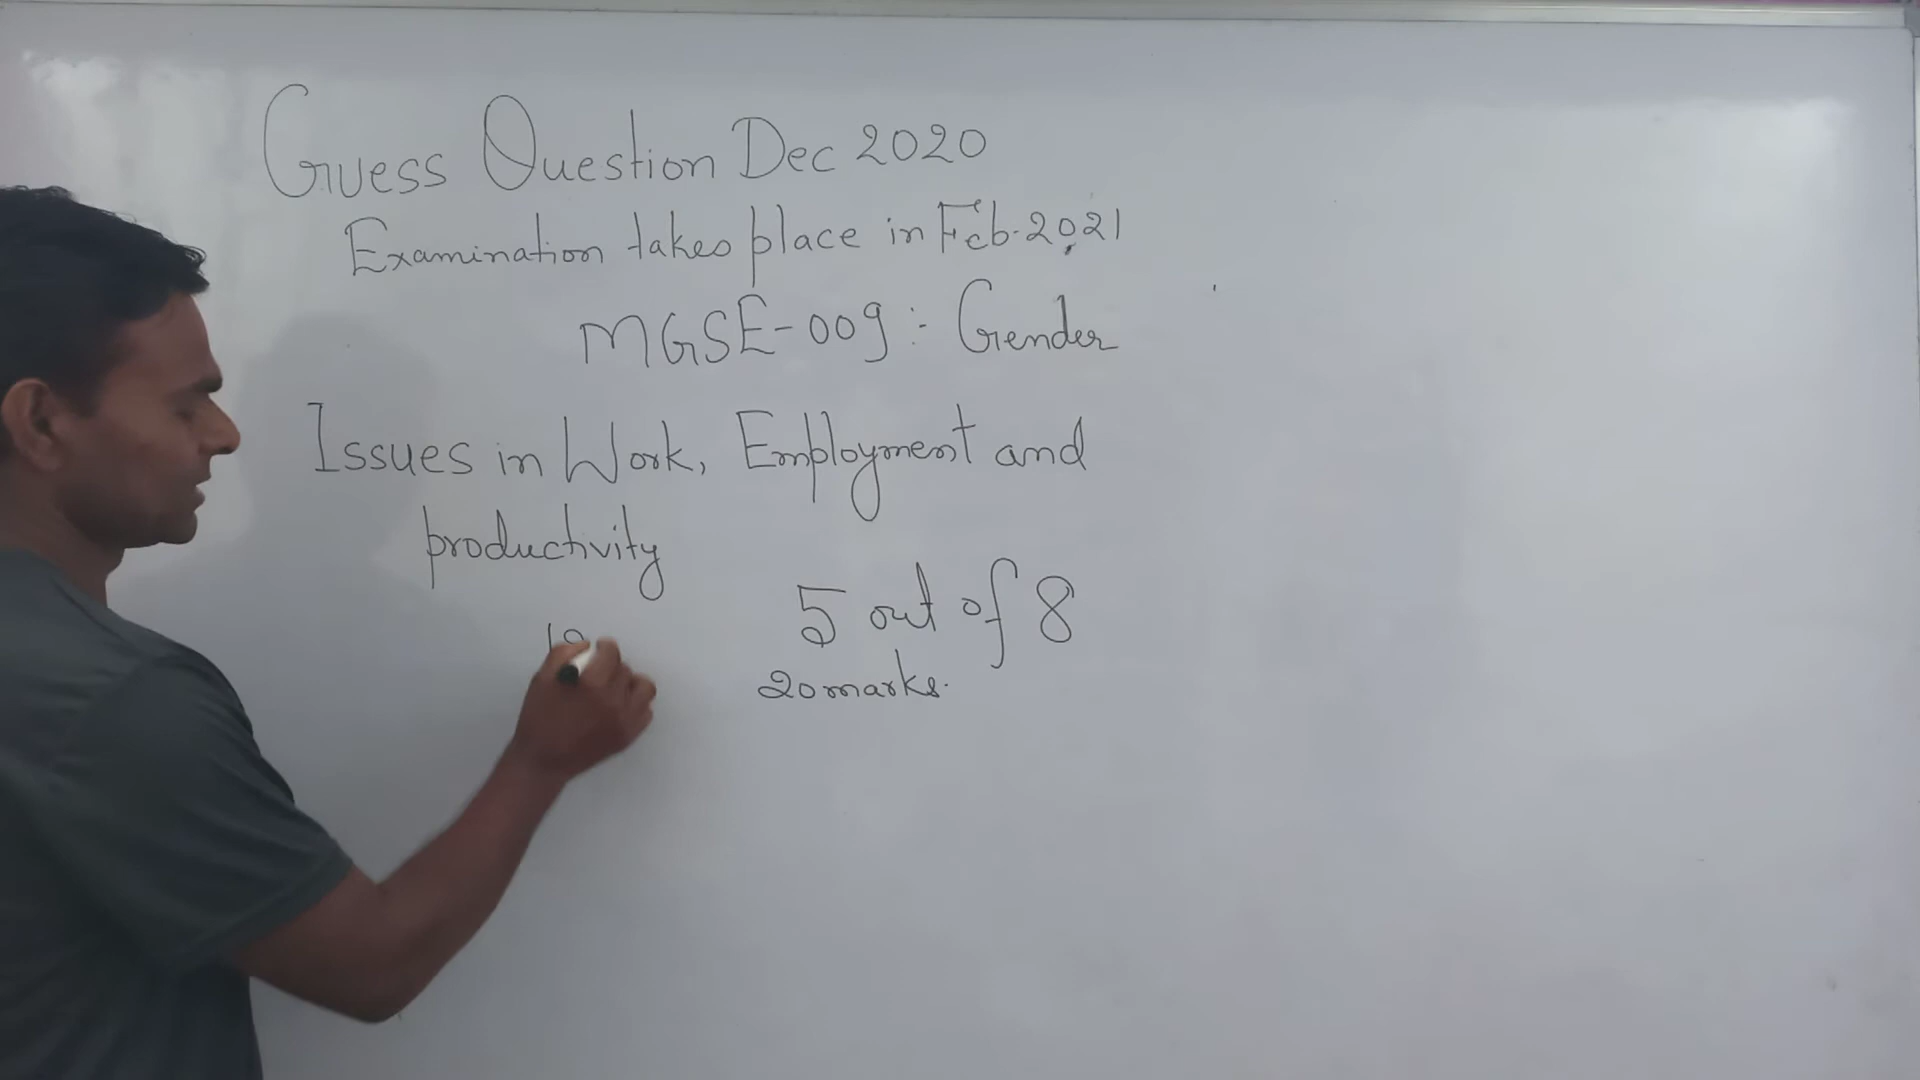 Guess Question Dec 2020
Examination takes place in Feb. 2021
MGSE-009 :- Gender
Issues in Work, Employment and
productivity
5 out of 8
20 marks.